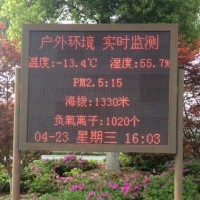 户外环境 实时监测
温度:-13.4℃ 湿度:55.7%
PM2.5:15
海拨:1330米
负氧离子:1020个
04-23 星期三 16:03